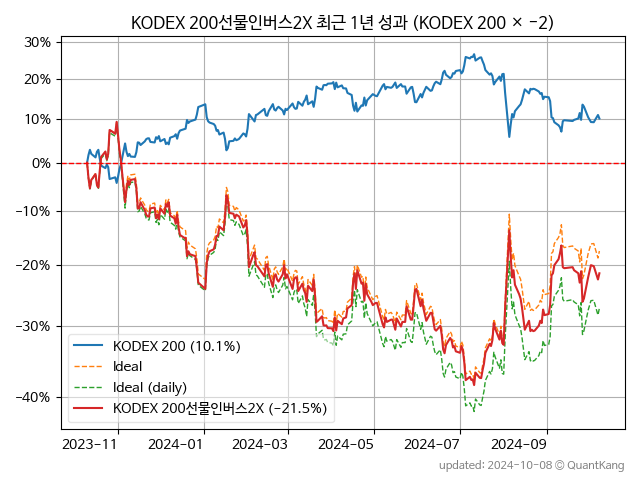 KODEX 200선물인버스2X 최근 1년 성과 (KODEX 200 × −2)
30%
20%
10%
0%
−10%
−20%
−30%
−40%
KODEX 200 (10.1%)
Ideal
Ideal (daily)
KODEX 200선물인버스2X (−21.5%)
2023-11 2024-01 2024-03 2024-05 2024-07 2024-09
updated: 2024-10-08 © QuantKang